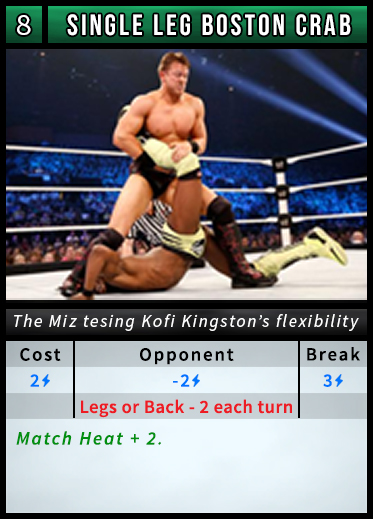 8 SINGLE LEG BOSTON CRAB
The Miz tesing Kofi Kingston's flexibility
Cost Opponent Break
2⚡ -2⚡ 3⚡
Legs or Back - 2 each turn
Match Heat + 2.